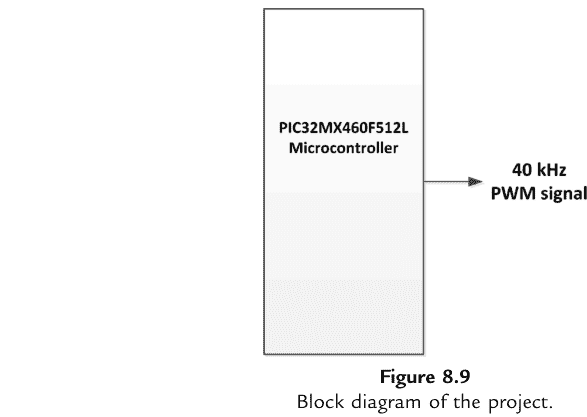 PIC32MX460F512L
Microcontroller
40 kHz
PWM signal
Figure 8.9
Block diagram of the project.